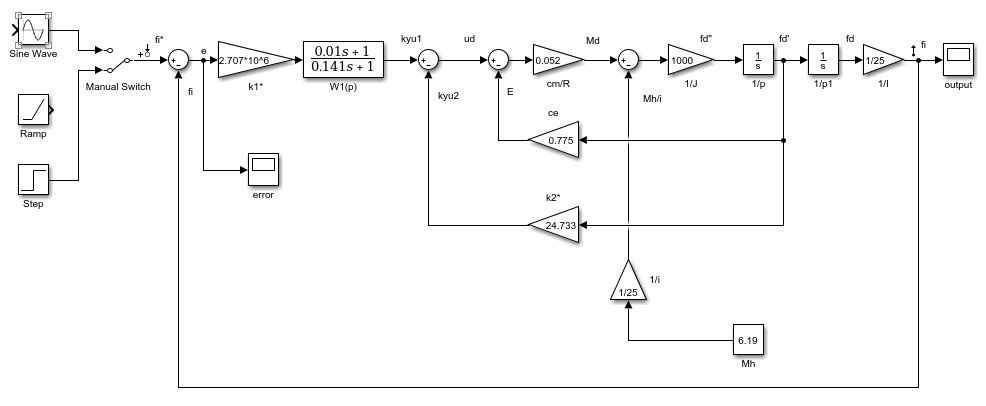 Sine Wave
Manual Switch
Ramp
Step
fi*
e
fi
2.707*10^6
k1*
0.01s + 1
0.141s + 1
W1(p)
error
kyu1
kyu2
ud
E
0.052
cm/R
Md
Mh/i
1000
1/J
fd"
1
s
1/p
fd'
1
s
1/p1
fd
1/25
1/I
fi
output
ce
0.775
k2*
24.733
1/25
1/i
6.19
Mh